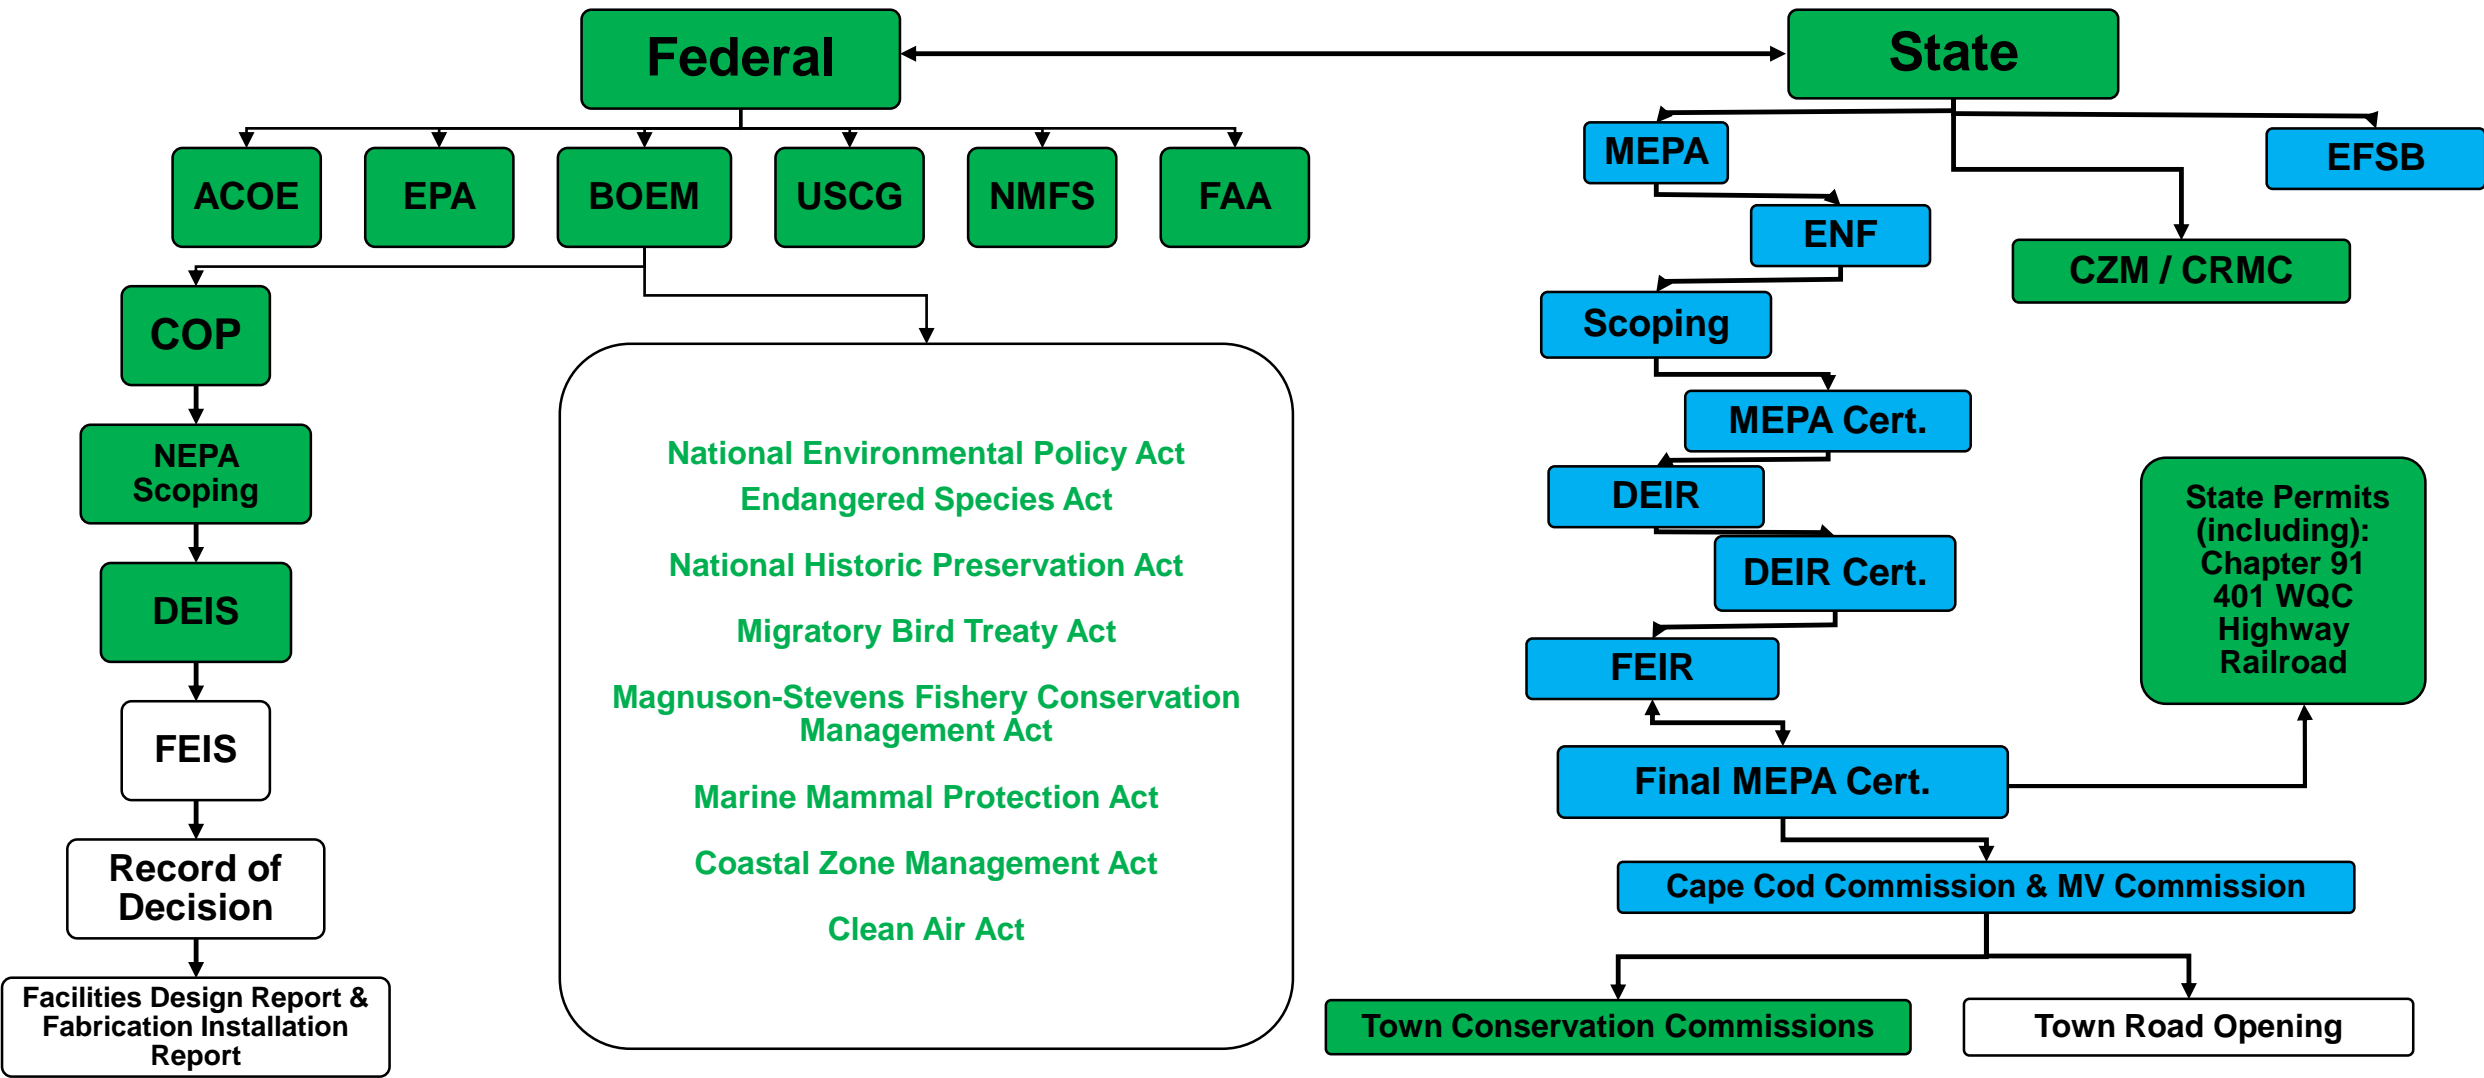 Federal
State
ACOE
EPA
BOEM
USCG
NMFS
FAA
COP
NEPA
Scoping
DEIS
FEIS
Record of
Decision
Facilities Design Report &
Fabrication Installation
Report
National Environmental Policy Act
Endangered Species Act
National Historic Preservation Act
Migratory Bird Treaty Act
Magnuson-Stevens Fishery Conservation
Management Act
Marine Mammal Protection Act
Coastal Zone Management Act
Clean Air Act
MEPA
EFSB
ENF
CZM / CRMC
Scoping
MEPA Cert.
DEIR
DEIR Cert.
FEIR
Final MEPA Cert.
State Permits
(including):
Chapter 91
401 WQC
Highway
Railroad
Cape Cod Commission & MV Commission
Town Conservation Commissions
Town Road Opening